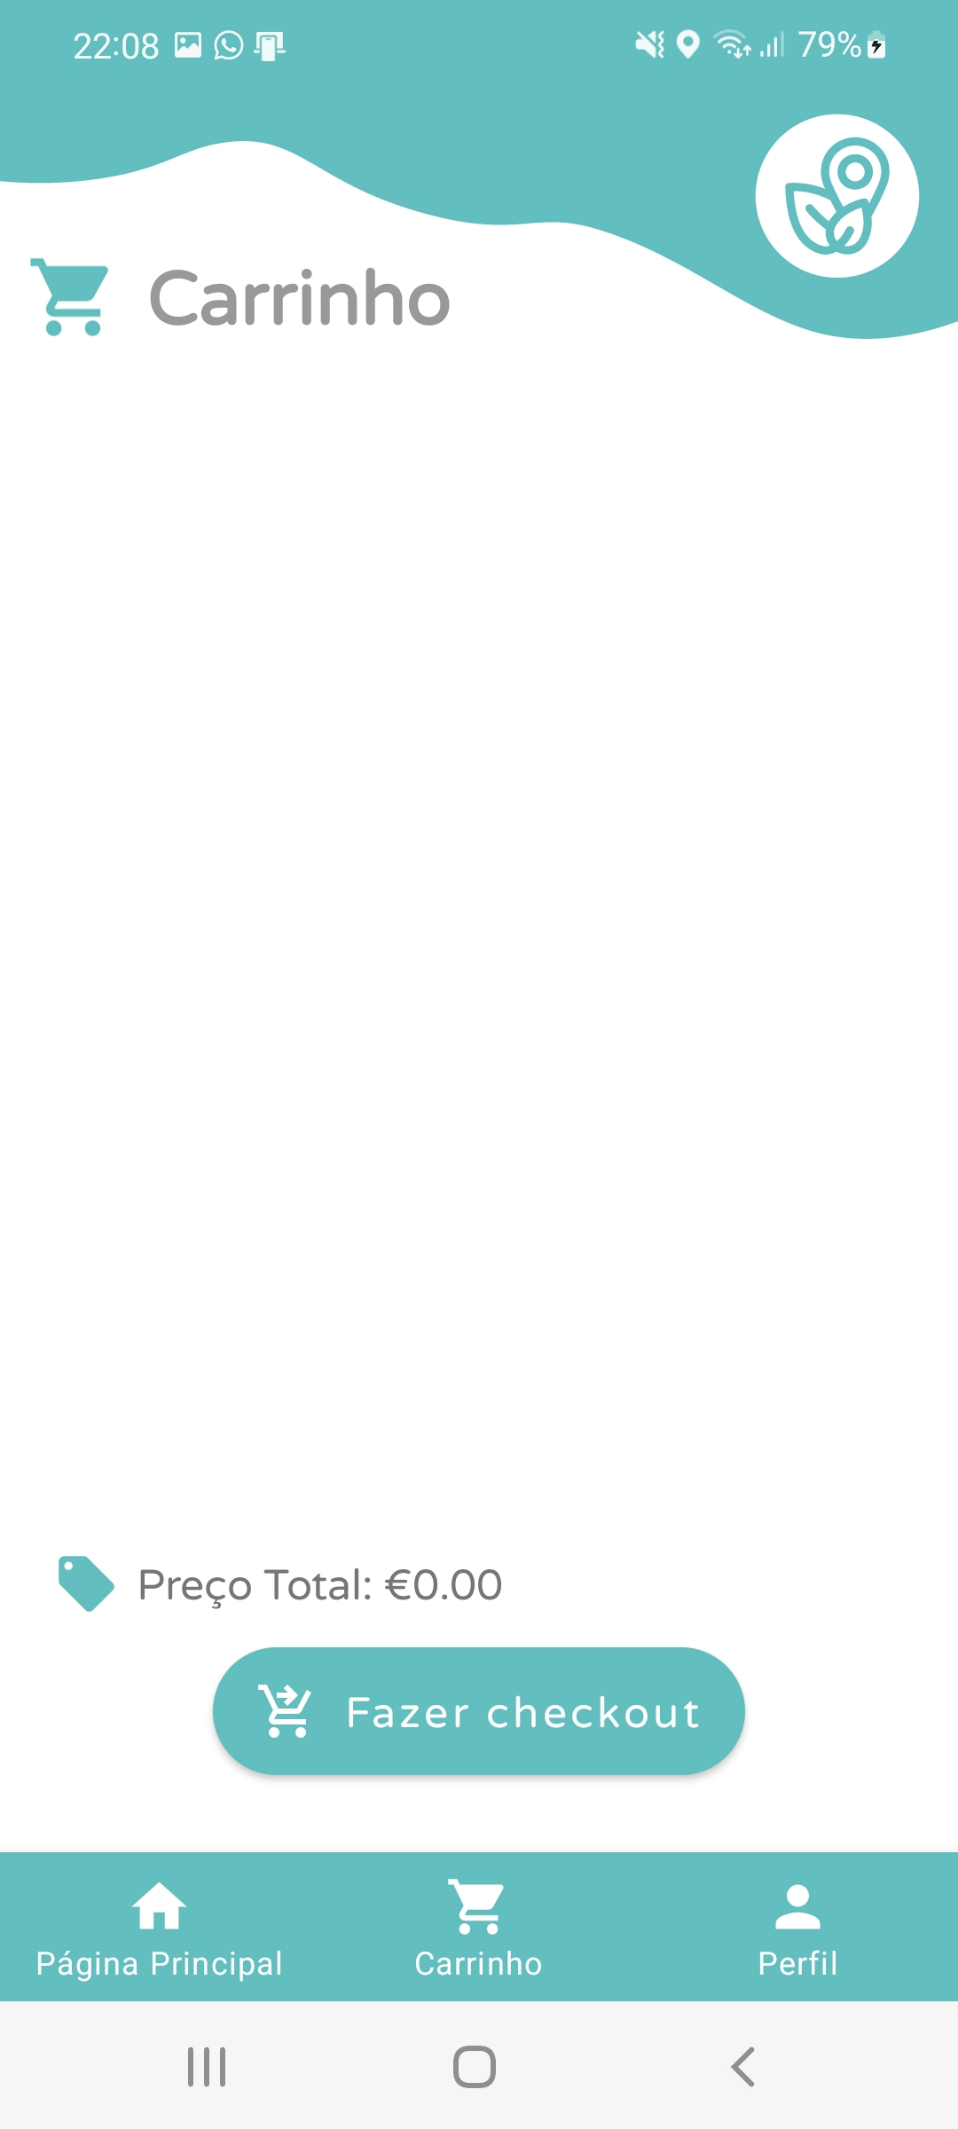 22:08 79%
Carrinho
Preço Total: €0.00
Fazer checkout
Página Principal Carrinho Perfil